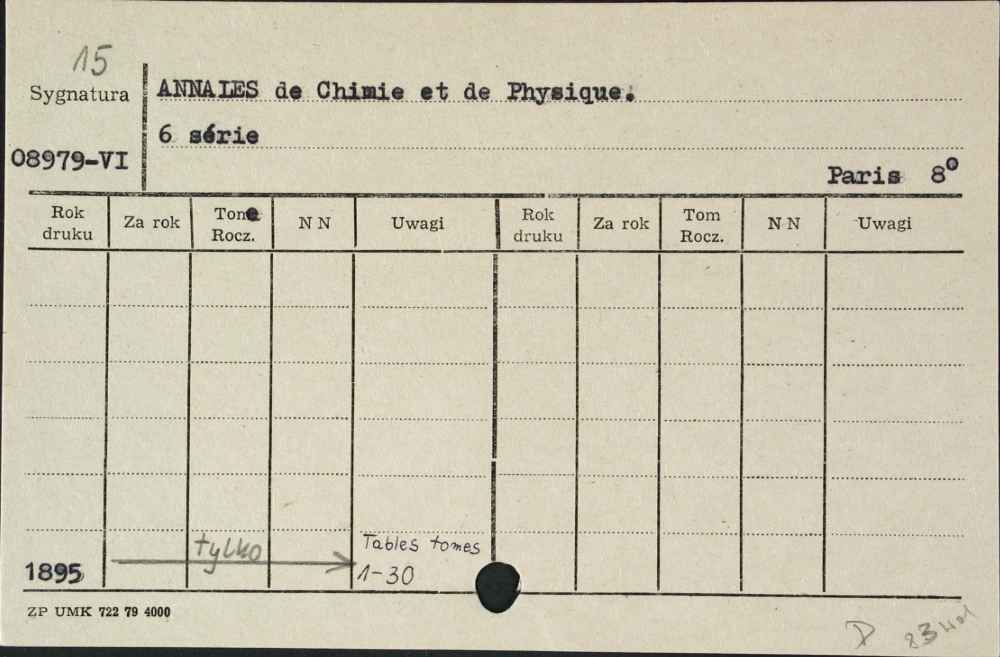 15
Sygnatura
08979-VI
ANNALES de Chimie et de Physique.
6 série
Paris 8°
Rok druku Za rok Tome Rocz. N N Uwagi Rok druku Za rok Tom Rocz. N N Uwagi
tylko Tables tomes
1895 1-30
ZP UMK 722 79 4000
D 23